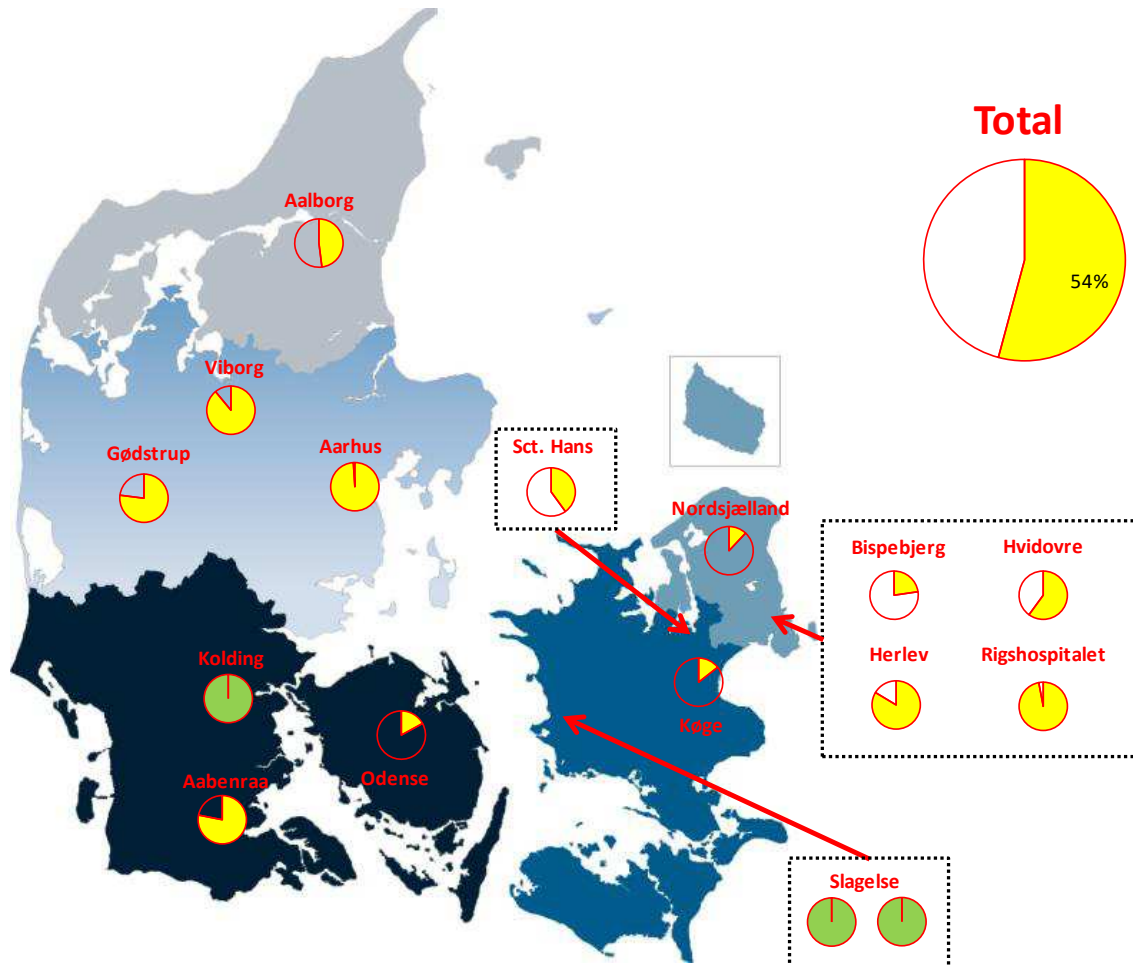 Total
54%
Aalborg
Viborg
Gødstrup
Aarhus
Sct. Hans
Nordsjælland
Bispebjerg
Hvidovre
Herlev
Rigshospitalet
Kolding
Køge
Odense
Aabenraa
Slagelse